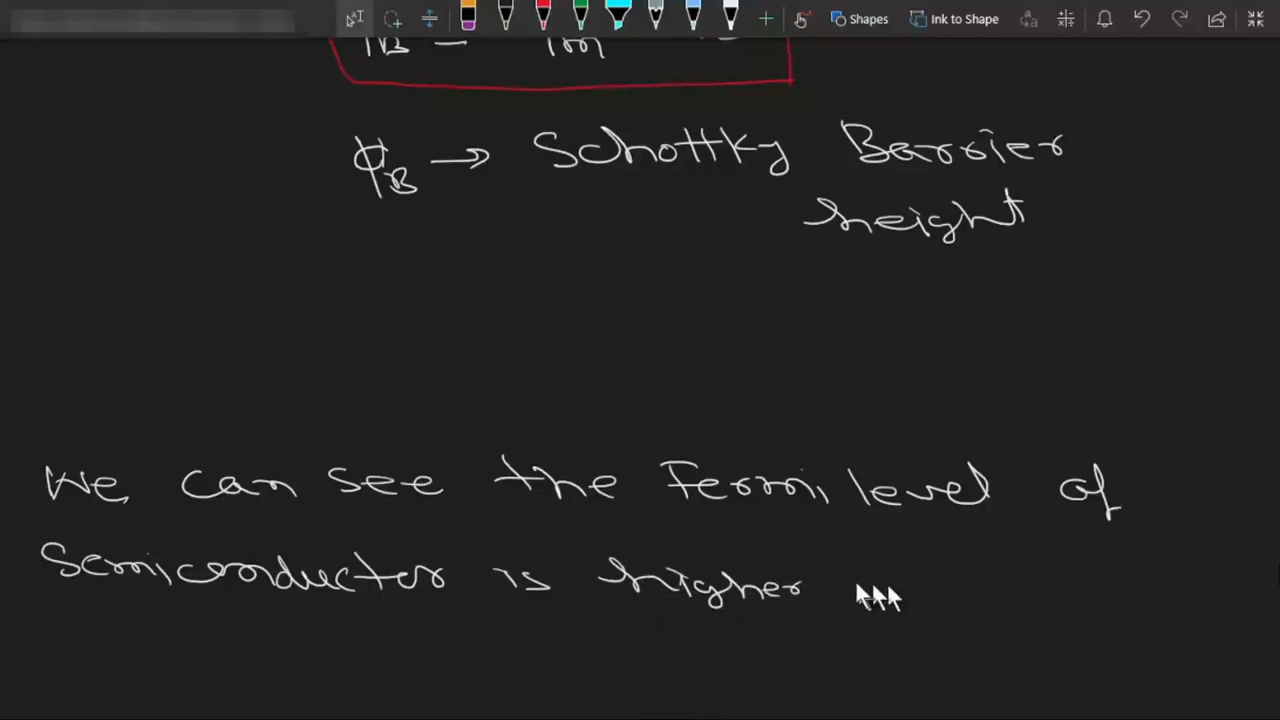 Shapes Ink to Shape
ϕB → Schottky Barrier
height
We can see the Fermi level of
Semiconductor is higher